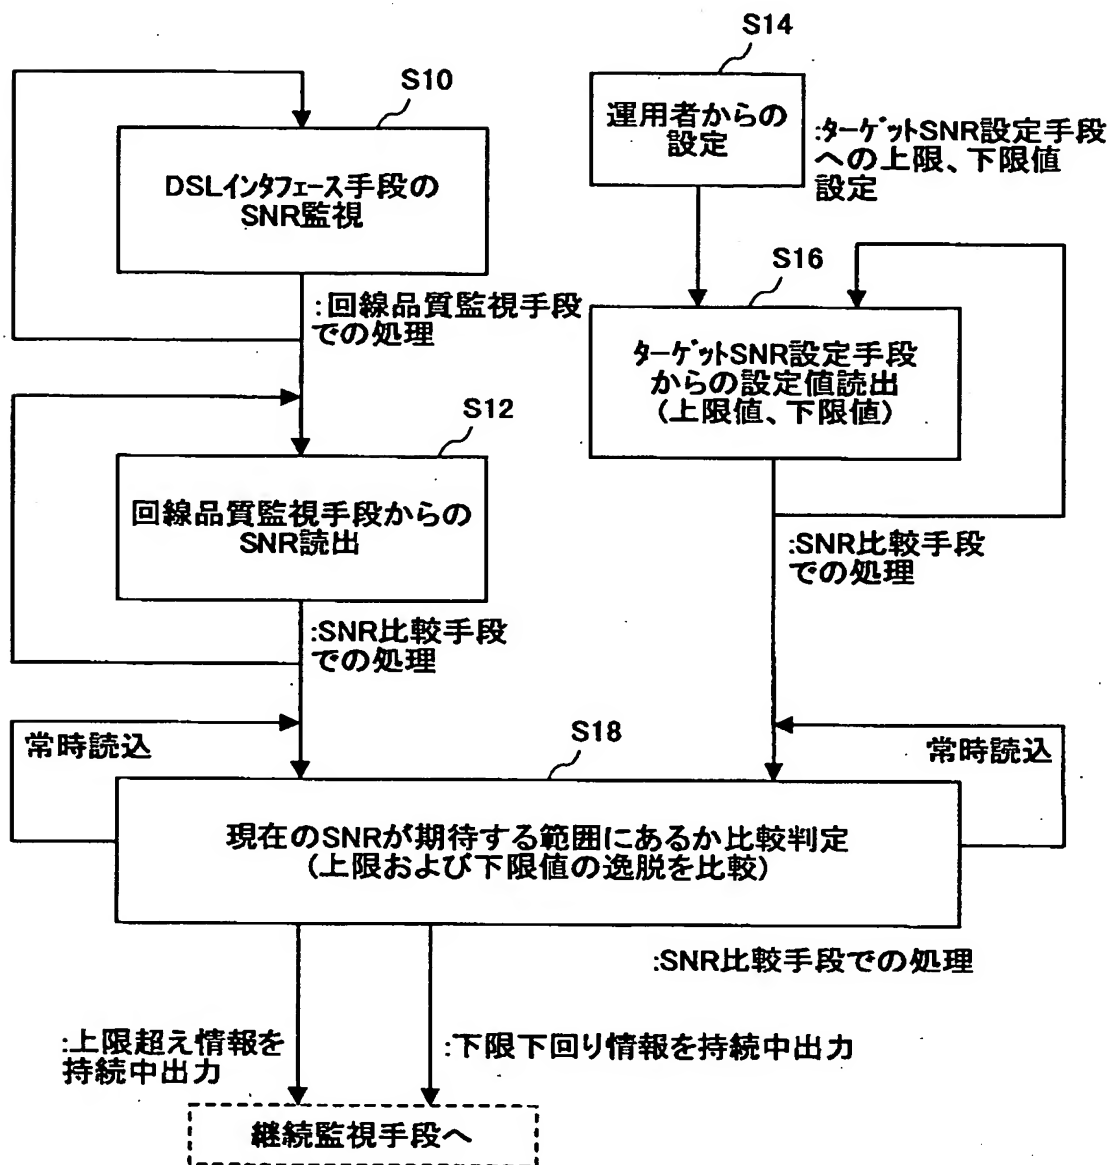 S14
運用者からの
設定
:ターゲットSNR設定手段
への上限、下限値
設定
S10
DSLインタフェース手段の
SNR監視
:回線品質監視手段
での処理
S16
ターゲットSNR設定手段
からの設定値読出
(上限値、下限値)
S12
回線品質監視手段からの
SNR読出
:SNR比較手段
での処理
:SNR比較手段
での処理
常時読込
S18
常時読込
現在のSNRが期待する範囲にあるか比較判定
(上限および下限値の逸脱を比較)
:SNR比較手段での処理
:上限超え情報を
持続中出力
:下限下回り情報を持続中出力
継続監視手段へ